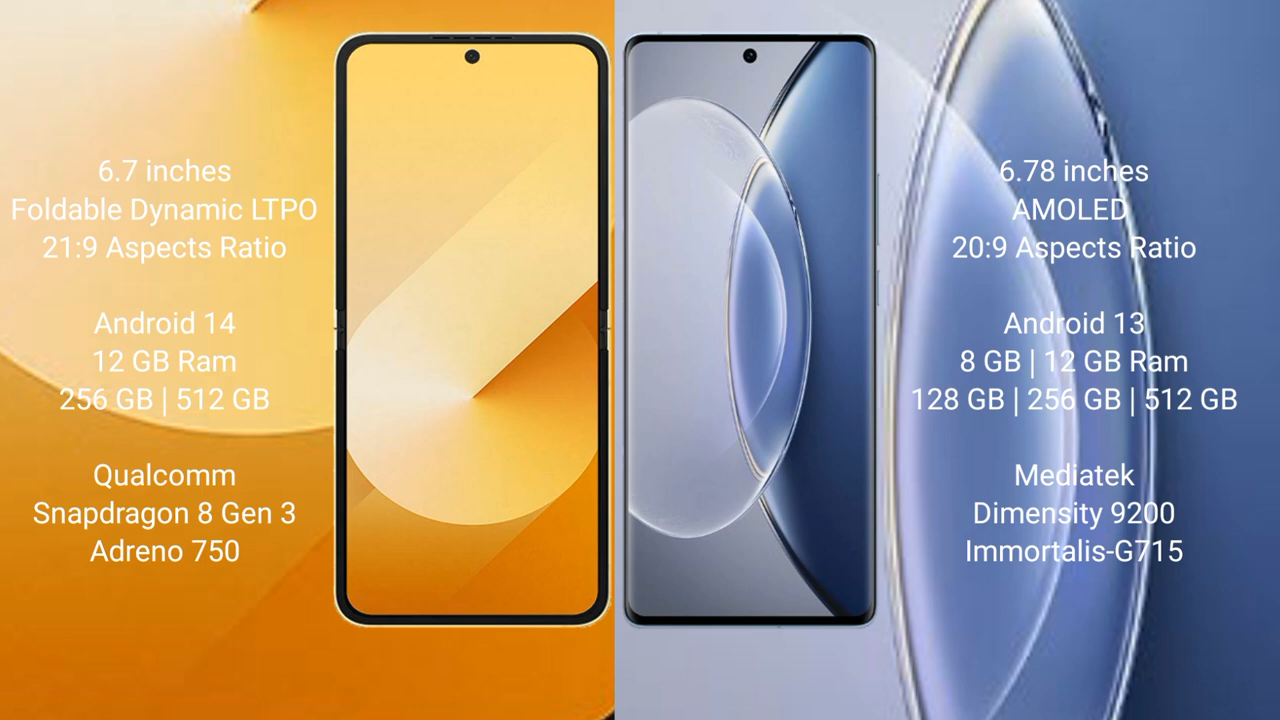 6.7 inches
Foldable Dynamic LTPO
21:9 Aspects Ratio
Android 14
12 GB Ram
256 GB | 512 GB
Qualcomm
Snapdragon 8 Gen 3
Adreno 750
6.78 inches
AMOLED
20:9 Aspects Ratio
Android 13
8 GB | 12 GB Ram
128 GB | 256 GB | 512 GB
Mediatek
Dimensity 9200
Immortalis-G715